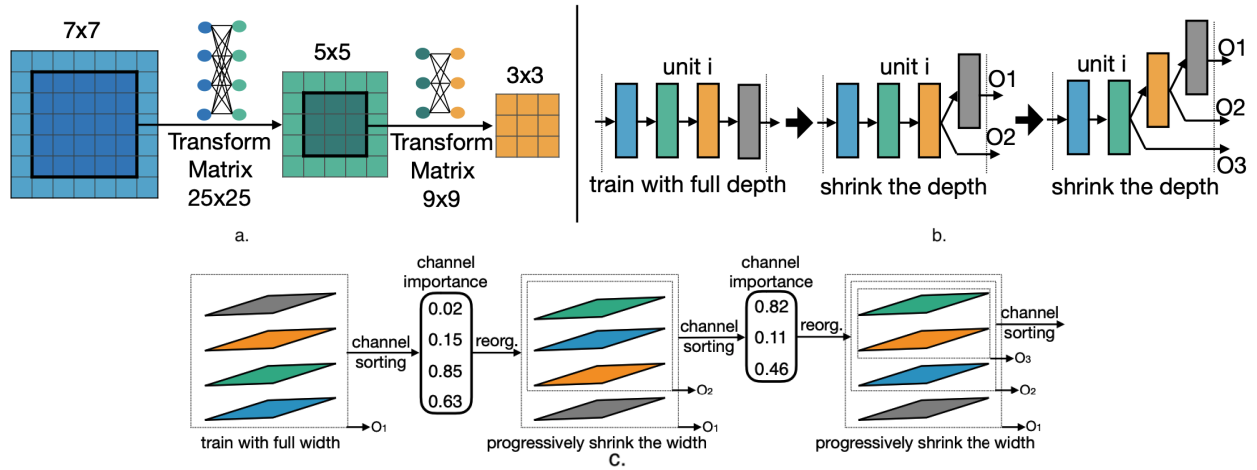 7x7
Transform
Matrix
25x25
5x5
Transform
Matrix
9x9
3x3
a.
unit i
train with full depth
unit i
O1
O2
shrink the depth
unit i
O1
O2
O3
shrink the depth
b.
train with full width
O1
channel
sorting
channel
importance
0.02
0.15
0.85
0.63
reorg.
O2
O1
progressively shrink the width
channel
sorting
channel
importance
0.82
0.11
0.46
reorg.
O3
O2
O1
progressively shrink the width
channel
sorting
c.